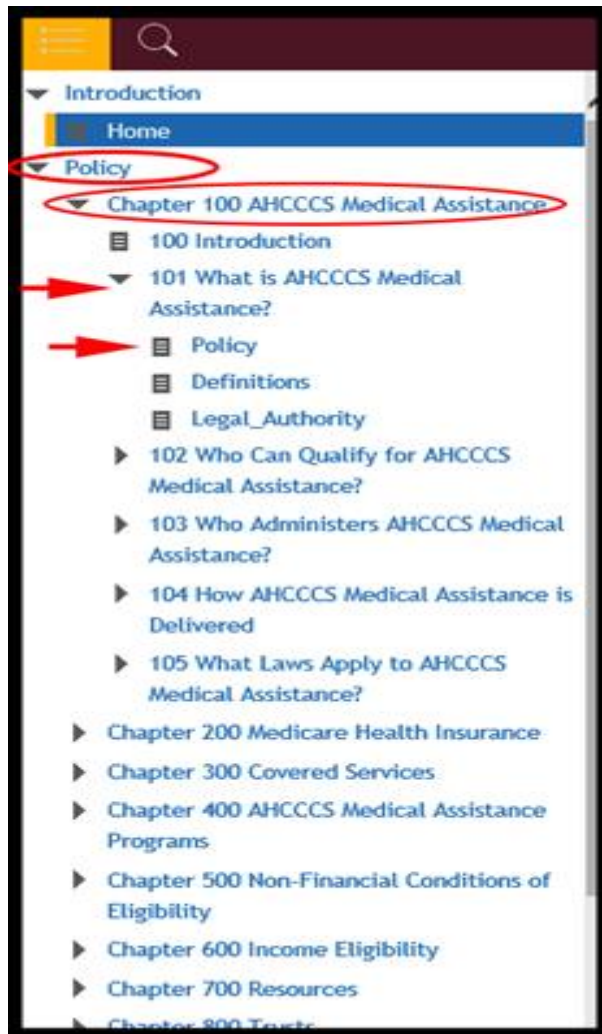 Introduction
Home
Policy
Chapter 100 AHCCCS Medical Assistance
100 Introduction
101 What is AHCCCS Medical
Assistance?
Policy
Definitions
Legal_Authority
102 Who Can Qualify for AHCCCS
Medical Assistance?
103 Who Administers AHCCCS Medical
Assistance?
104 How AHCCCS Medical Assistance is
Delivered
105 What Laws Apply to AHCCCS
Medical Assistance?
Chapter 200 Medicare Health Insurance
Chapter 300 Covered Services
Chapter 400 AHCCCS Medical Assistance
Programs
Chapter 500 Non-Financial Conditions of
Eligibility
Chapter 600 Income Eligibility
Chapter 700 Resources
Chapter 800 Trusts